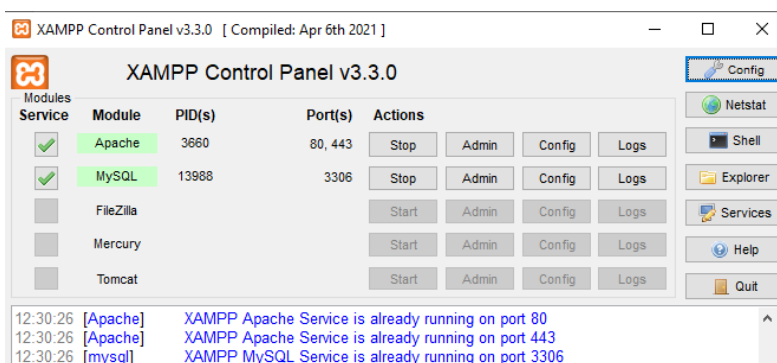 XAMPP Control Panel v3.3.0 [ Compiled: Apr 6th 2021 ]
XAMPP Control Panel v3.3.0
Config
Modules
Service Module PID(s) Port(s) Actions
Netstat
Apache 3660 80, 443 Stop Admin Config Logs
Shell
MySQL 13988 3306 Stop Admin Config Logs
Explorer
FileZilla Start Admin Config Logs
Services
Mercury Start Admin Config Logs
Help
Tomcat Start Admin Config Logs
Quit
12:30:26 [Apache] XAMPP Apache Service is already running on port 80
12:30:26 [Apache] XAMPP Apache Service is already running on port 443
12:30:26 [mysql] XAMPP MySQL Service is already running on port 3306